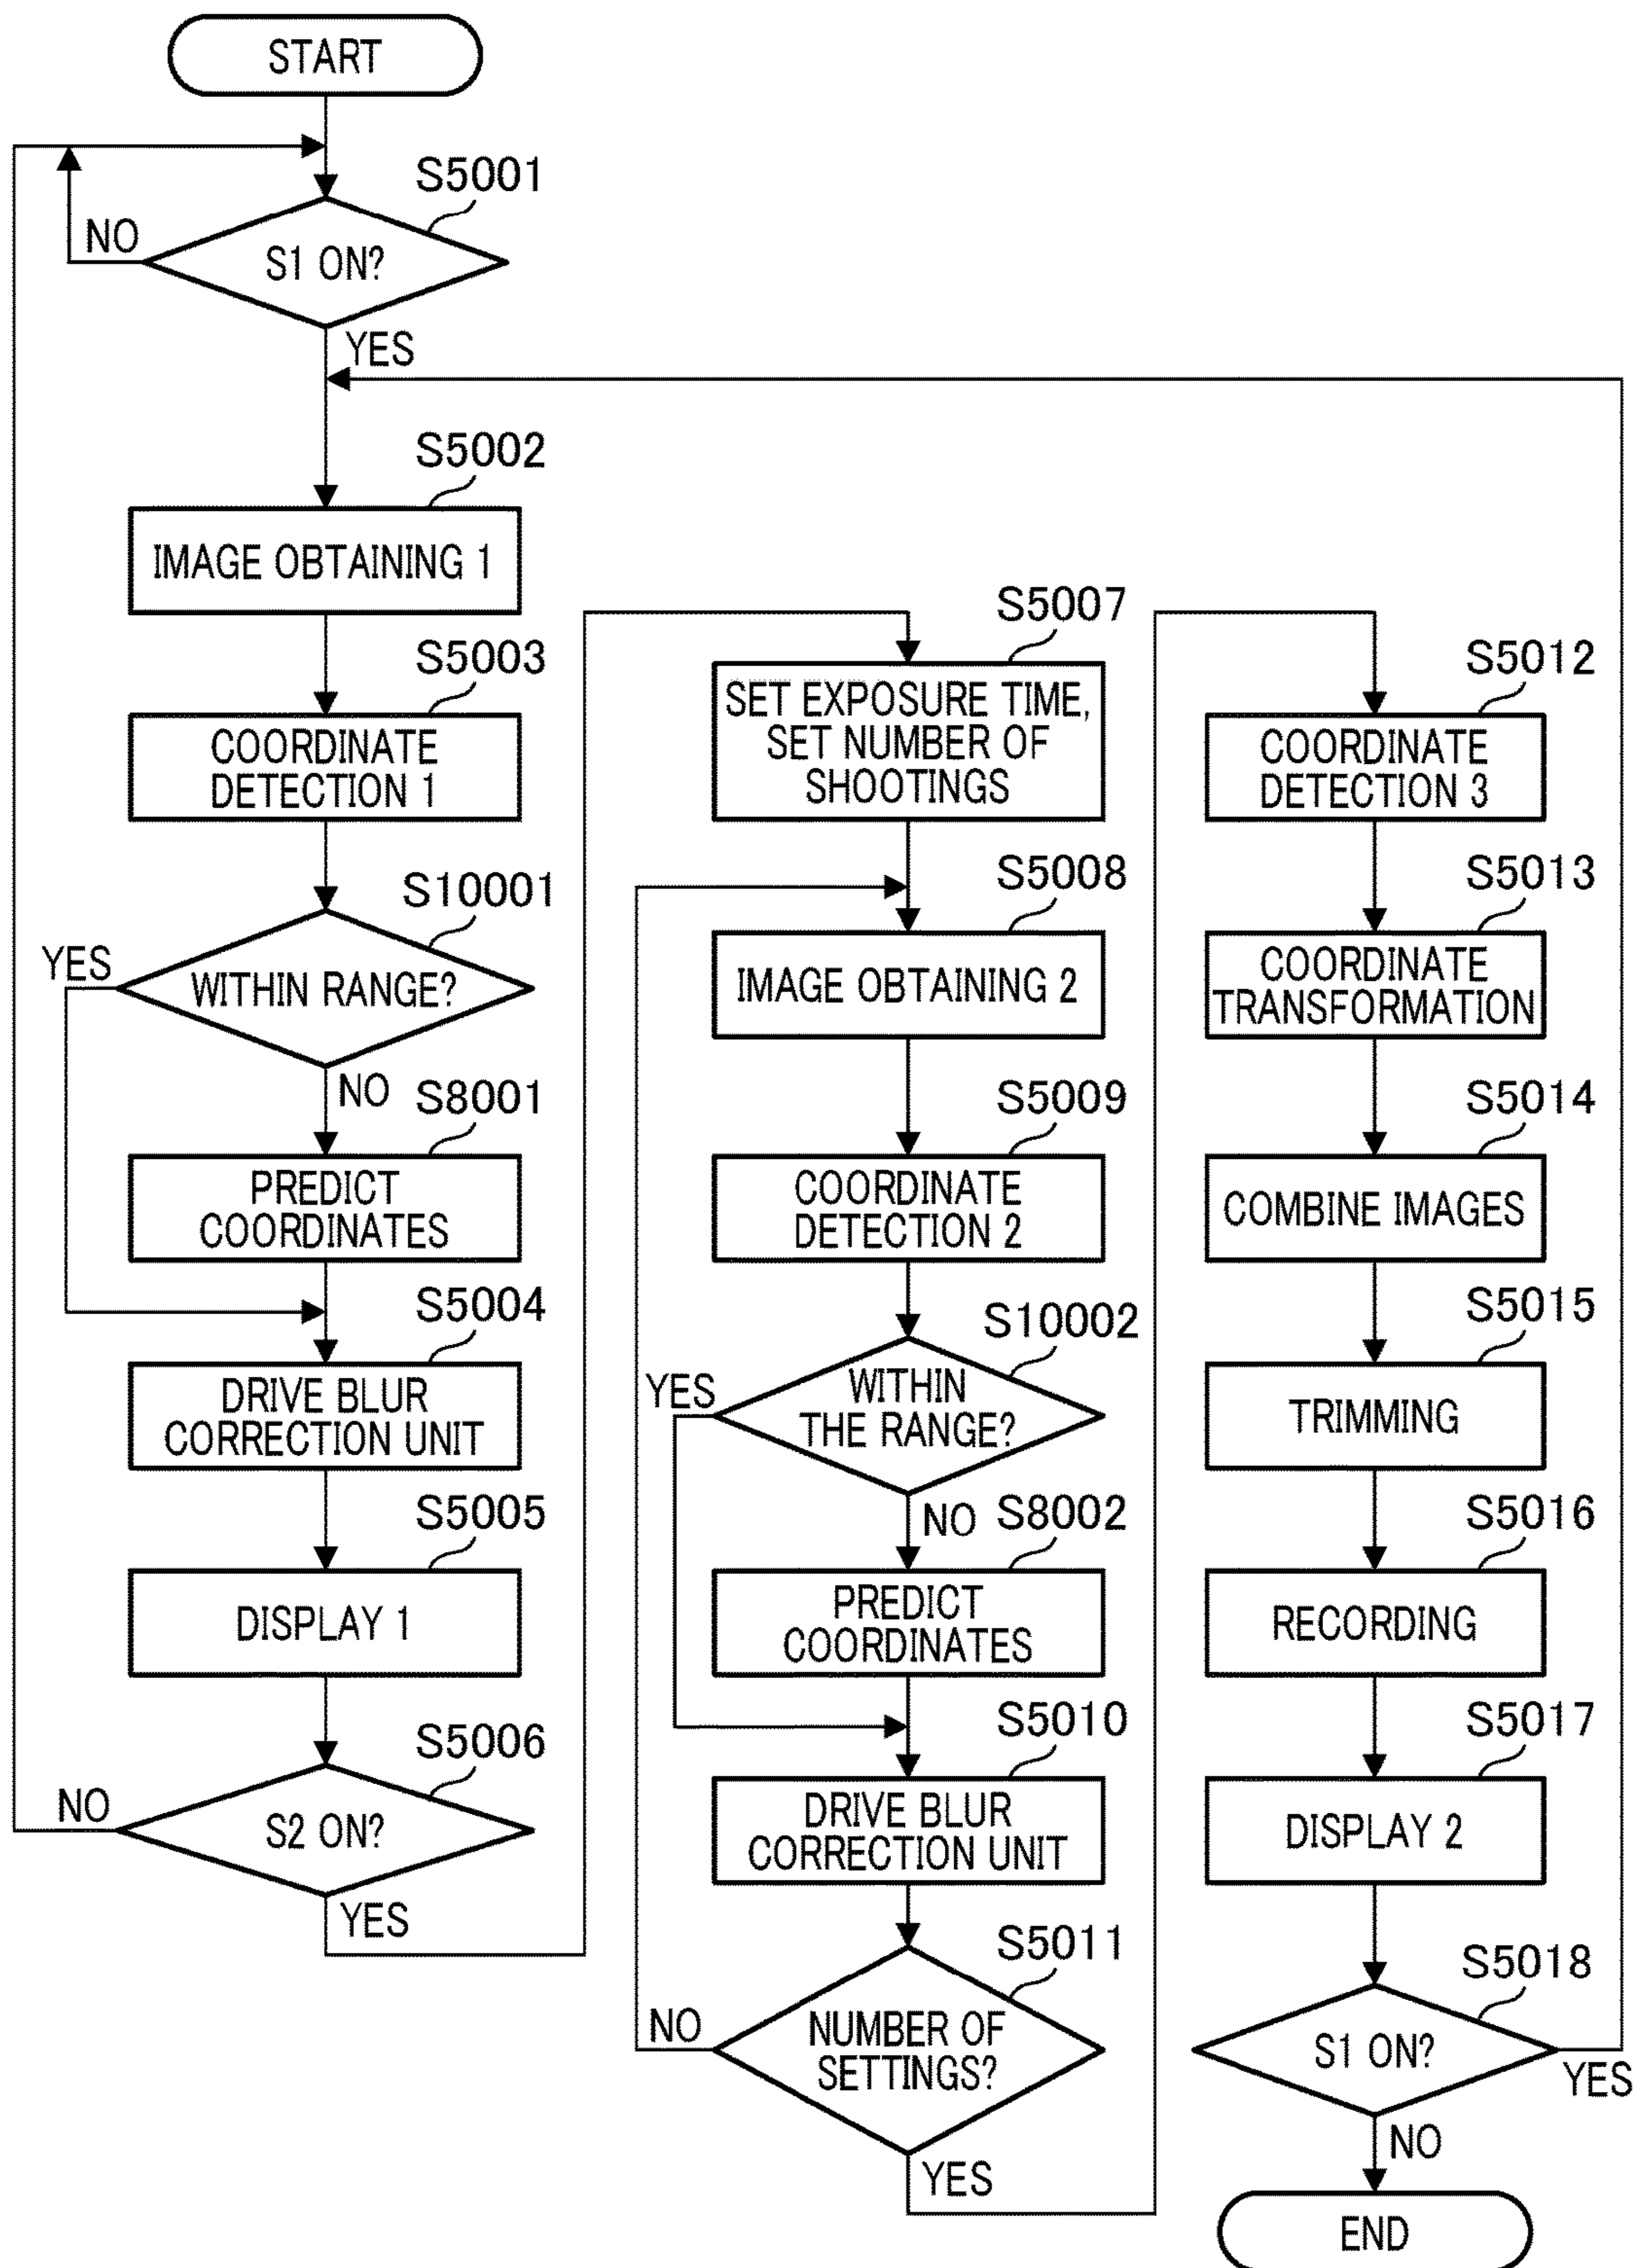 START
S5001
NO
S1 ON?
YES
S5002
IMAGE OBTAINING 1
S5003
COORDINATE
DETECTION 1
S10001
YES
WITHIN RANGE?
NO
S8001
PREDICT
COORDINATES
S5004
DRIVE BLUR
CORRECTION UNIT
S5005
DISPLAY 1
S5006
NO
S2 ON?
YES
S5007
SET EXPOSURE TIME,
SET NUMBER OF
SHOOTINGS
S5008
IMAGE OBTAINING 2
S5009
COORDINATE
DETECTION 2
S10002
YES
WITHIN
THE RANGE?
NO
S8002
PREDICT
COORDINATES
S5010
DRIVE BLUR
CORRECTION UNIT
S5011
NO
NUMBER OF
SETTINGS?
YES
S5012
COORDINATE
DETECTION 3
S5013
COORDINATE
TRANSFORMATION
S5014
COMBINE IMAGES
S5015
TRIMMING
S5016
RECORDING
S5017
DISPLAY 2
S5018
S1 ON?
YES
NO
END